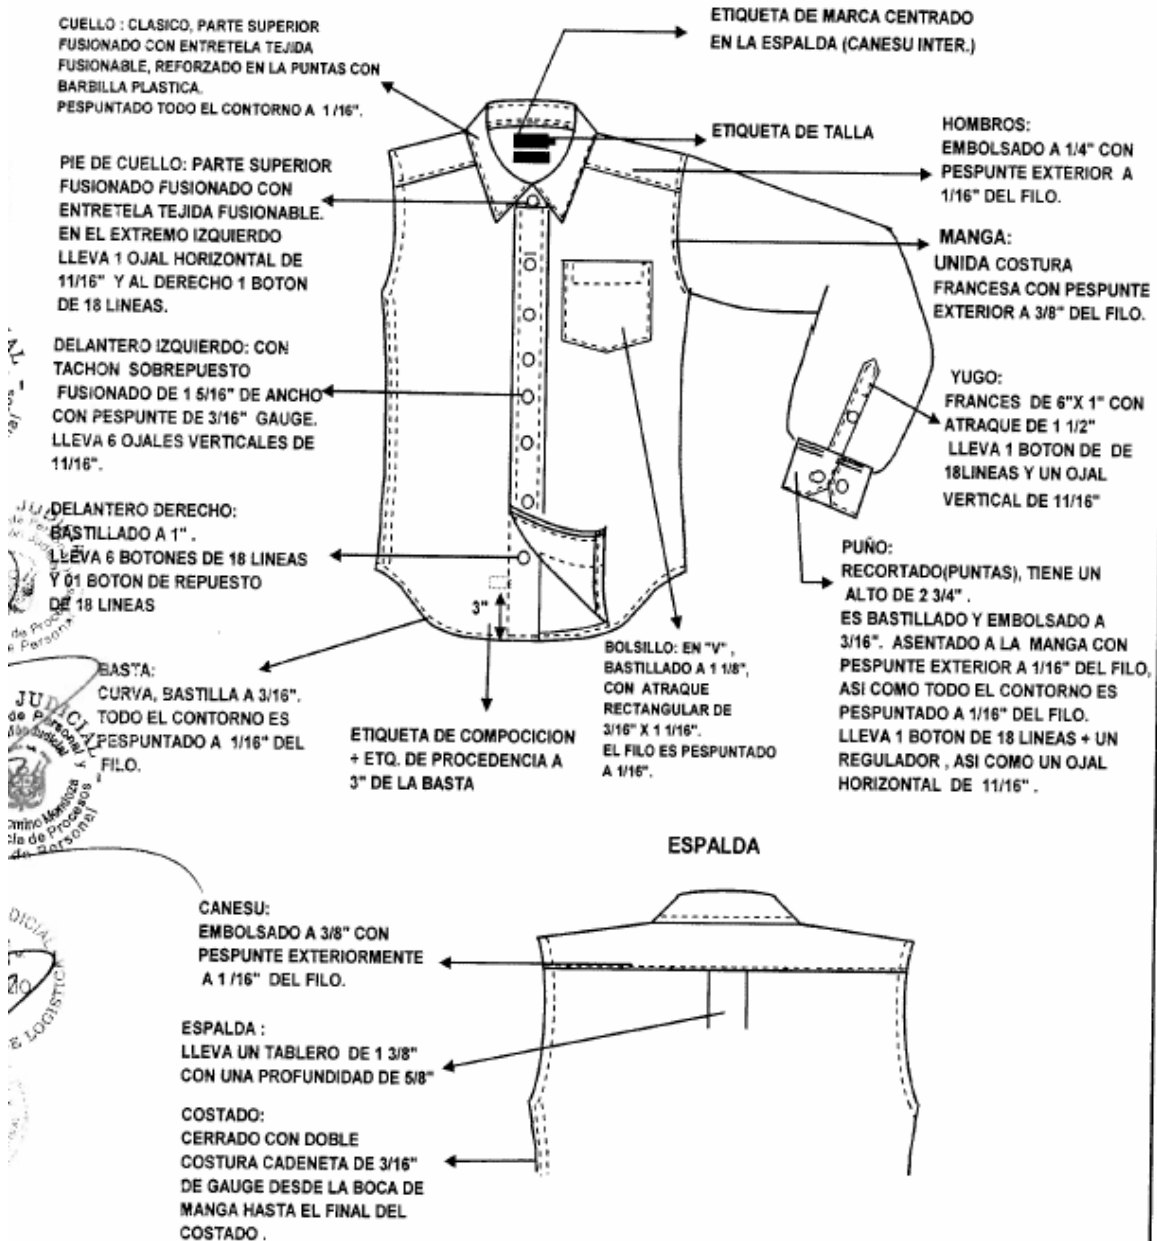 CUELLO : CLASICO, PARTE SUPERIOR
FUSIONADO CON ENTRETELA TEJIDA
FUSIONABLE, REFORZADO EN LA PUNTAS CON
BARBILLA PLASTICA.
PESPUNTADO TODO EL CONTORNO A 1/16".
ETIQUETA DE MARCA CENTRADO
EN LA ESPALDA (CANESU INTER.)
ETIQUETA DE TALLA
HOMBROS:
EMBOLSADO A 1/4" CON
PESPUNTE EXTERIOR A
1/16" DEL FILO.
PIE DE CUELLO: PARTE SUPERIOR
FUSIONADO FUSIONADO CON
ENTRETELA TEJIDA FUSIONABLE.
EN EL EXTREMO IZQUIERDO
LLEVA 1 OJAL HORIZONTAL DE
11/16" Y AL DERECHO 1 BOTON
DE 18 LINEAS.
MANGA:
UNIDA COSTURA
FRANCESA CON PESPUNTE
EXTERIOR A 3/8" DEL FILO.
DELANTERO IZQUIERDO: CON
TACHON SOBREPUESTO
FUSIONADO DE 1 5/16" DE ANCHO
CON PESPUNTE DE 3/16" GAUGE.
LLEVA 6 OJALES VERTICALES DE
11/16".
YUGO:
FRANCES DE 6"X 1" CON
ATRAQUE DE 1 1/2"
LLEVA 1 BOTON DE DE
18LINEAS Y UN OJAL
VERTICAL DE 11/16"
DELANTERO DERECHO:
BASTILLADO A 1" .
LLEVA 6 BOTONES DE 18 LINEAS
Y 01 BOTON DE REPUESTO
DE 18 LINEAS
3"
PUÑO:
RECORTADO(PUNTAS), TIENE UN
ALTO DE 2 3/4" .
ES BASTILLADO Y EMBOLSADO A
3/16". ASENTADO A LA MANGA CON
PESPUNTE EXTERIOR A 1/16" DEL FILO,
ASI COMO TODO EL CONTORNO ES
PESPUNTADO A 1/16" DEL FILO.
LLEVA 1 BOTON DE 18 LINEAS + UN
REGULADOR , ASI COMO UN OJAL
HORIZONTAL DE 11/16" .
BASTA:
CURVA, BASTILLA A 3/16".
TODO EL CONTORNO ES
PESPUNTADO A 1/16" DEL
FILO.
ETIQUETA DE COMPOCICION
+ ETQ. DE PROCEDENCIA A
3" DE LA BASTA
BOLSILLO: EN "V" ,
BASTILLADO A 1 1/8",
CON ATRAQUE
RECTANGULAR DE
3/16" X 1 1/16".
EL FILO ES PESPUNTADO
A 1/16".
ESPALDA
CANESU:
EMBOLSADO A 3/8" CON
PESPUNTE EXTERIORMENTE
A 1/16" DEL FILO.
ESPALDA :
LLEVA UN TABLERO DE 1 3/8"
CON UNA PROFUNDIDAD DE 5/8"
COSTADO:
CERRADO CON DOBLE
COSTURA CADENETA DE 3/16"
DE GAUGE DESDE LA BOCA DE
MANGA HASTA EL FINAL DEL
COSTADO .